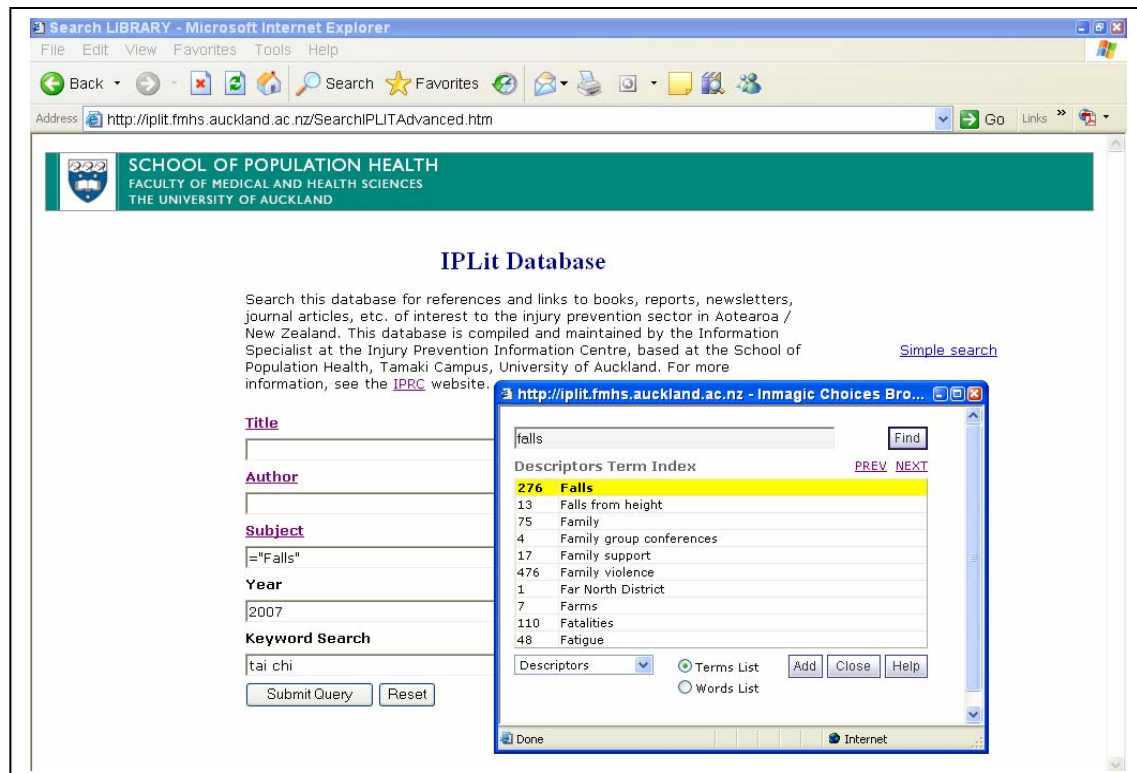 Search LIBRARY - Microsoft Internet Explorer
File Edit View Favorites Tools Help
Back Search Favorites
Address http://iplit.fmhs.auckland.ac.nz/SearchIPLITAdvanced.htm Go Links »
SCHOOL OF POPULATION HEALTH
FACULTY OF MEDICAL AND HEALTH SCIENCES
THE UNIVERSITY OF AUCKLAND
IPLit Database
Search this database for references and links to books, reports, newsletters,
journal articles, etc. of interest to the injury prevention sector in Aotearoa /
New Zealand. This database is compiled and maintained by the Information
Specialist at the Injury Prevention Information Centre, based at the School of
Population Health, Tamaki Campus, University of Auckland. For more
information, see the IPRC website.
Simple search
Title
Author
Subject
="Falls"
Year
2007
Keyword Search
tai chi
Submit Query Reset
http://iplit.fmhs.auckland.ac.nz - Inmagic Choices Bro...
falls Find
Descriptors Term Index PREV NEXT
276 Falls
13 Falls from height
75 Family
4 Family group conferences
17 Family support
476 Family violence
1 Far North District
7 Farms
110 Fatalities
48 Fatigue
Descriptors Terms List Add Close Help
Words List
Done Internet